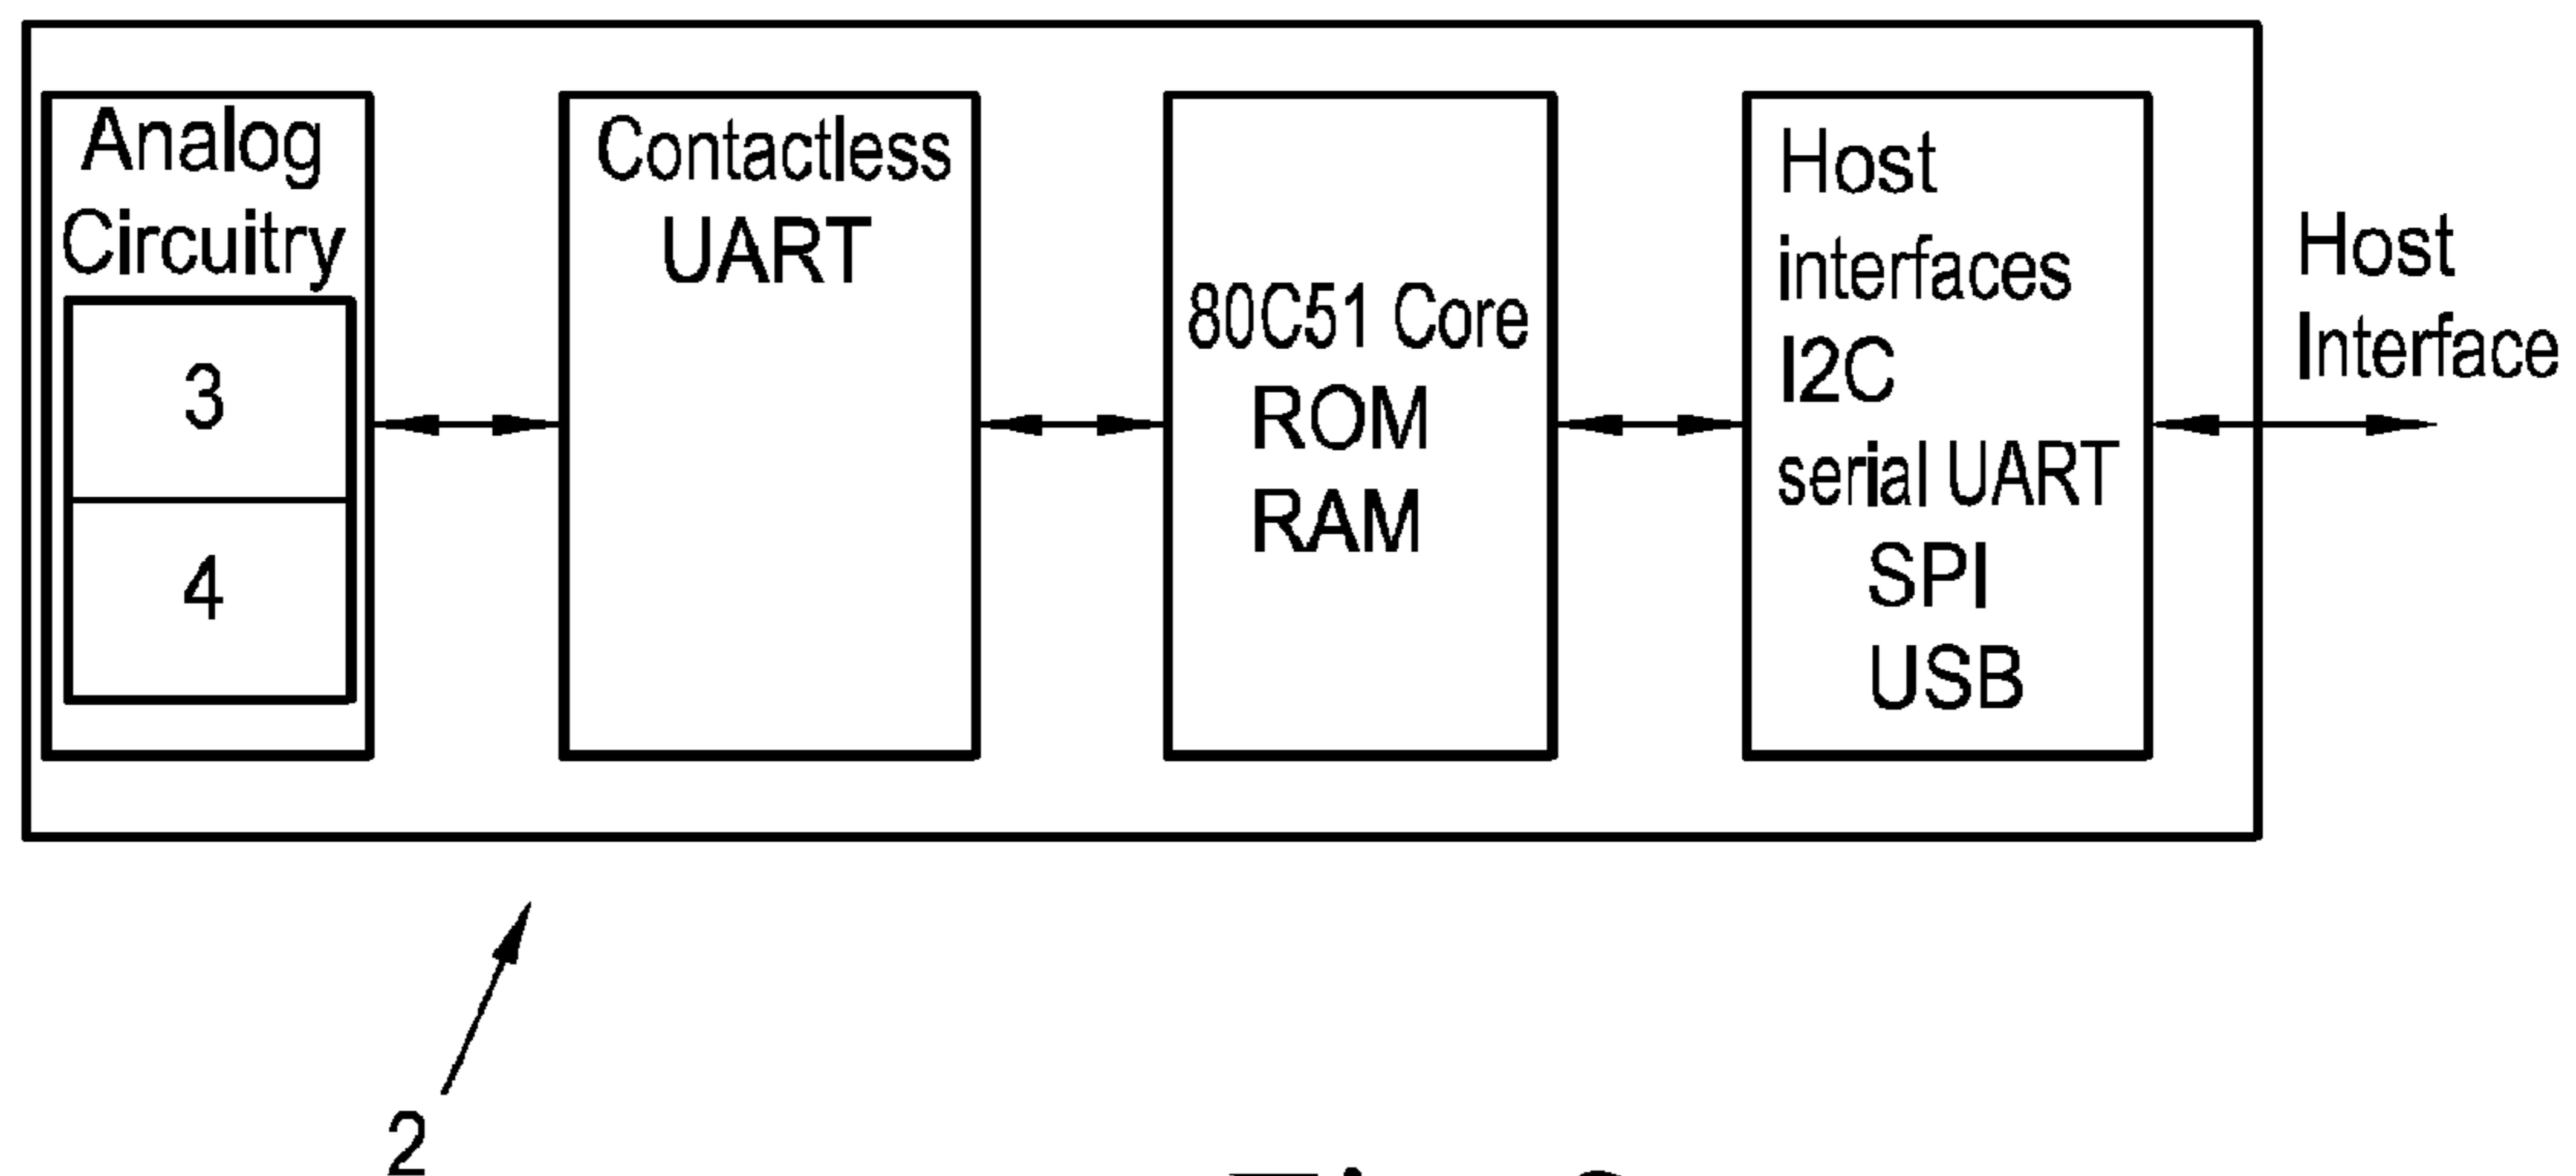 Analog
Circuitry
3
4
Contactless
UART
80C51 Core
ROM
RAM
Host
interfaces
I2C
serial UART
SPI
USB
Host
Interface
2